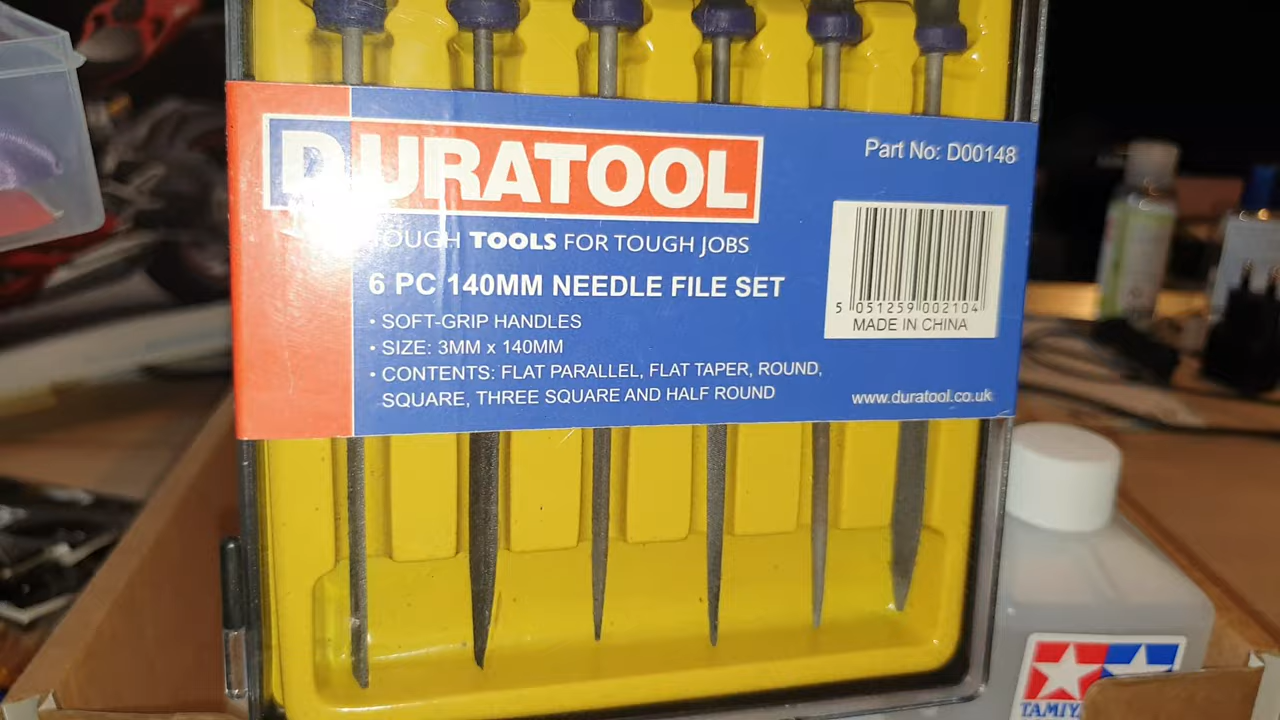 DURATOOL
Part No: D00148
TOUGH TOOLS FOR TOUGH JOBS
6 PC 140MM NEEDLE FILE SET
• SOFT-GRIP HANDLES
• SIZE: 3MM x 140MM
• CONTENTS: FLAT PARALLEL, FLAT TAPER, ROUND,
SQUARE, THREE SQUARE AND HALF ROUND
5 051259 002104
MADE IN CHINA
www.duratool.co.uk
TAMIY